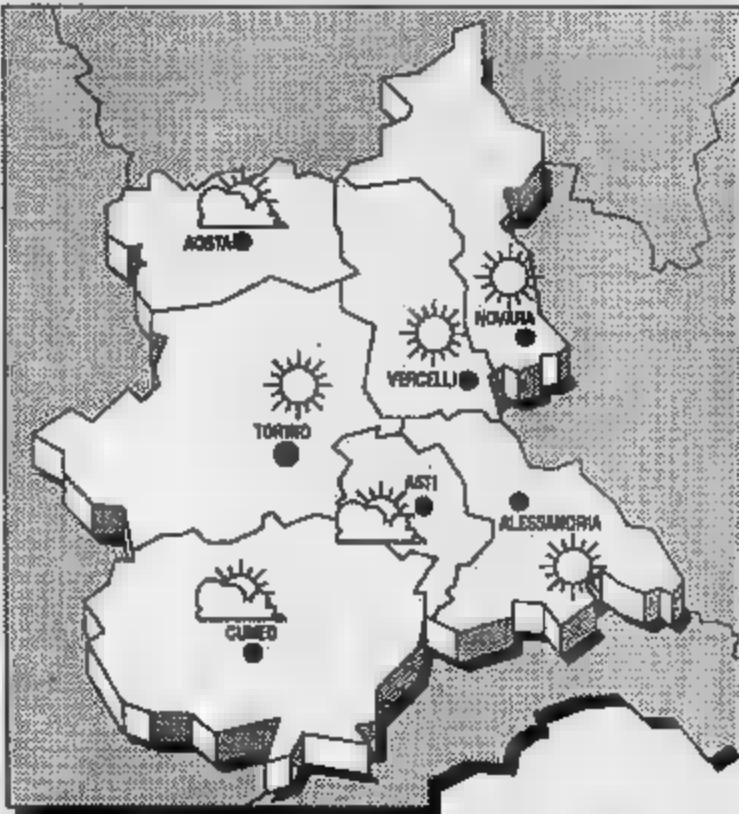 AOSTA
NOVARA
VERCELLI
TORINO
ASTI
ALESSANDRIA
CUNEO